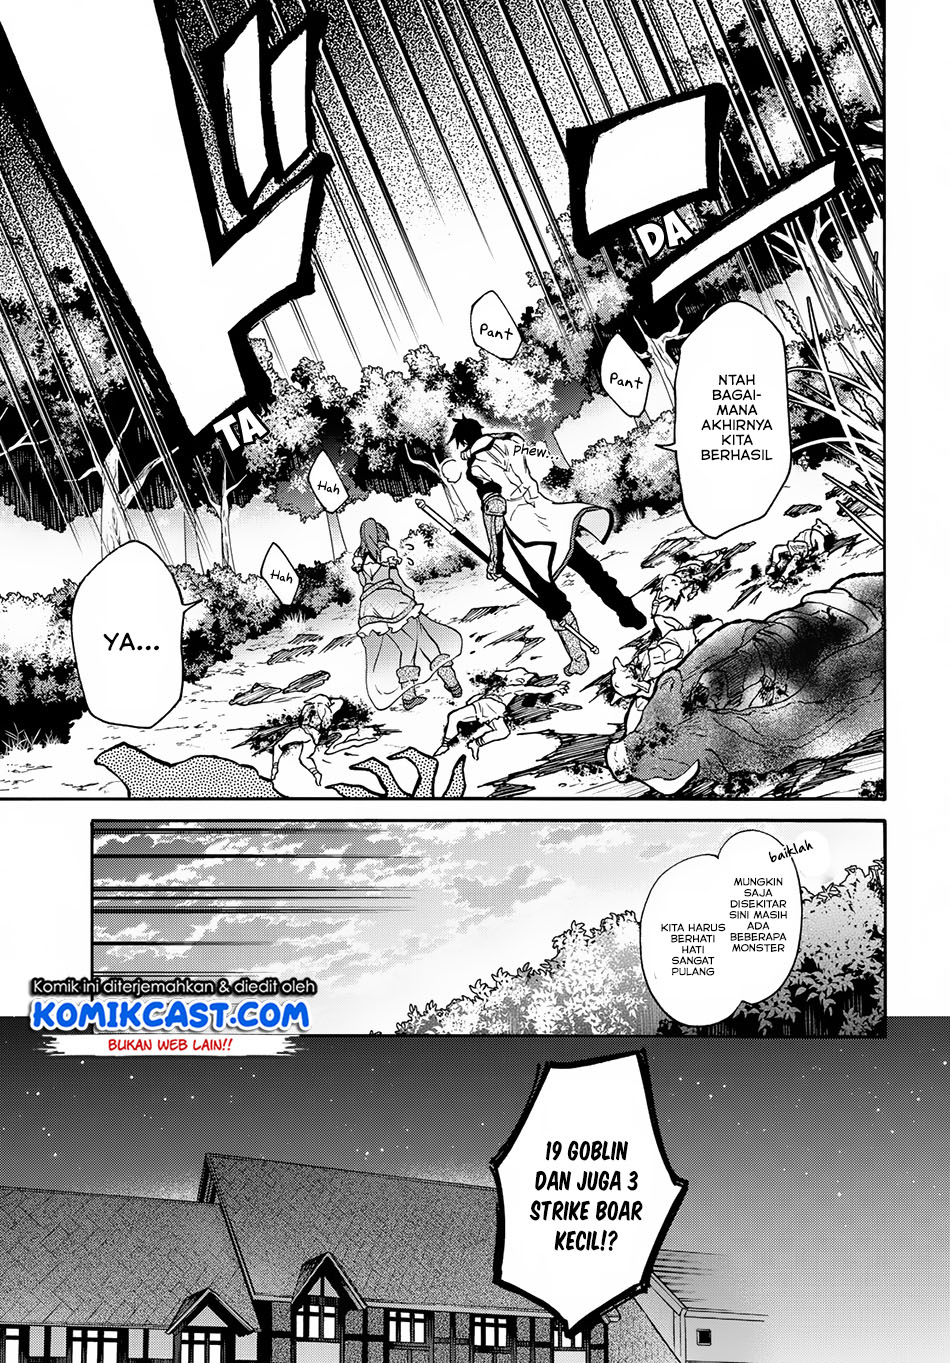 DA
TA
Pant
Pant
NTAH
BAGAI-
MANA
AKHIRNYA
KITA
BERHASIL
Phew...
Hah
Hah
YA...
baiklah
MUNGKIN
SAJA
DISEKITAR
SINI MASIH
ADA
BEBERAPA
MONSTER
KITA HARUS
BERHATI
HATI
SANGAT
PULANG
Komik ini diterjemahkan & diedit oleh
KOMIKCAST.COM
BUKAN WEB LAIN!!
19 GOBLIN
DAN JUGA 3
STRIKE BOAR
KECIL!?